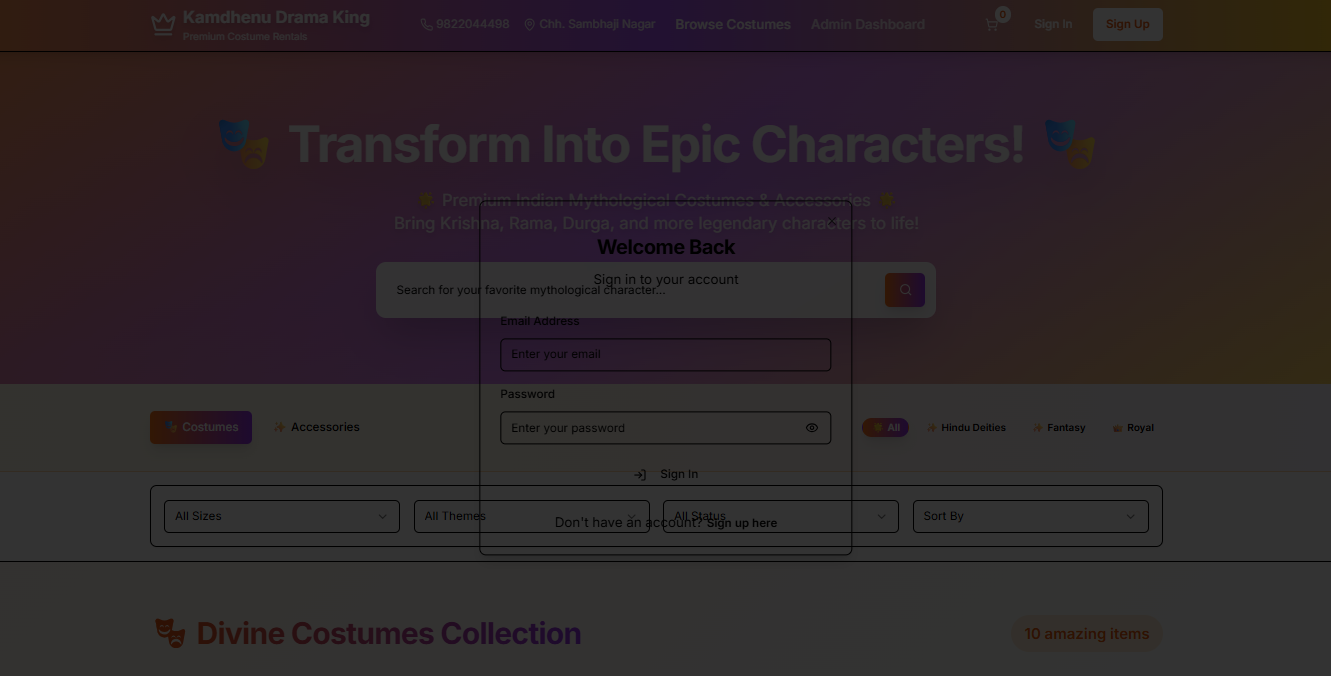 Kamdhenu Drama King
Premium Costume Rentals
9822044498
Chh. Sambhaji Nagar
Browse Costumes
Admin Dashboard
0
Sign In
Sign Up
Transform Into Epic Characters!
Premium Indian Mythological Costumes & Accessories
Bring Krishna, Rama, Durga, and more legendary characters to life!
Search for your favorite mythological character...
Welcome Back
Sign in to your account
Email Address
Enter your email
Password
Enter your password
Sign In
Don't have an account? Sign up here
Costumes
Accessories
All
Hindu Deities
Fantasy
Royal
All Sizes
All Themes
All Status
Sort By
Divine Costumes Collection
10 amazing items